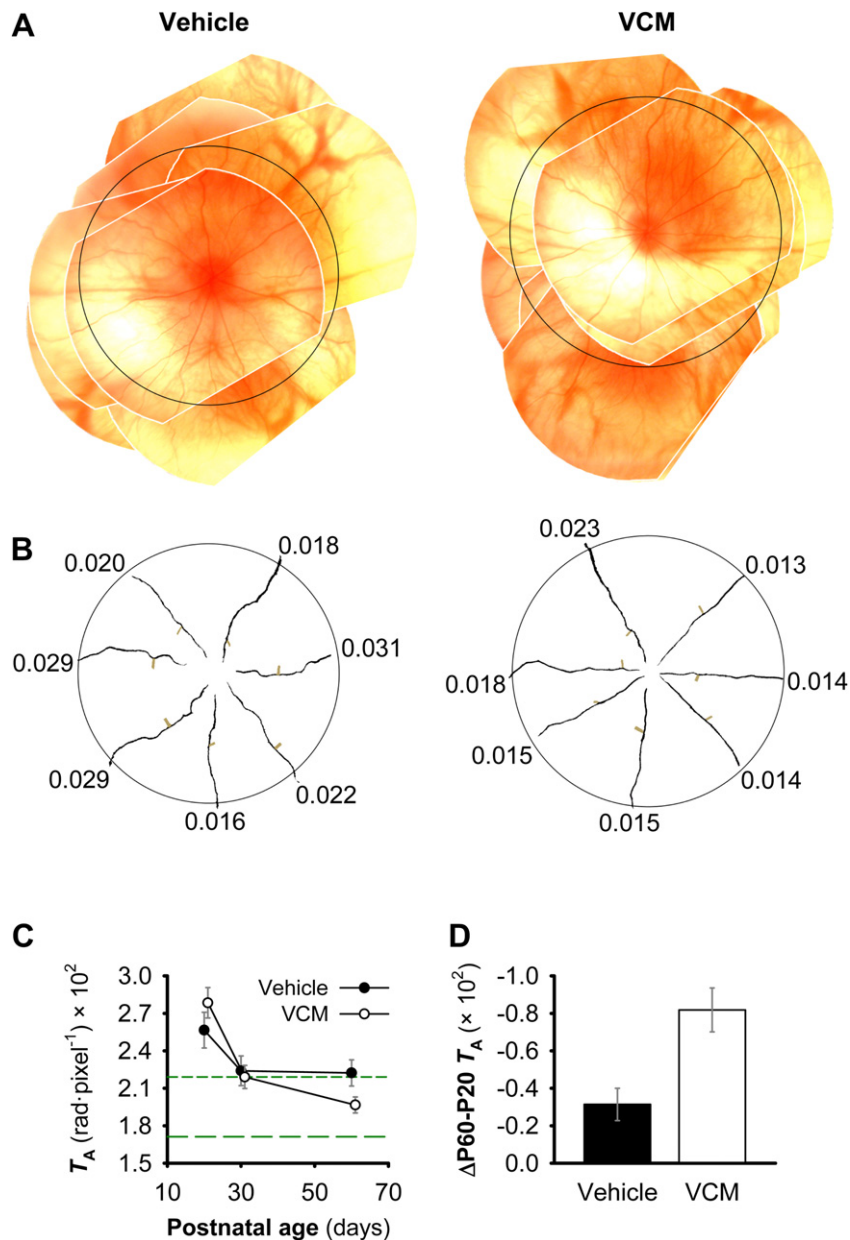 A
Vehicle
VCM
B
0.020
0.018
0.031
0.022
0.016
0.029
0.029
0.023
0.013
0.014
0.014
0.015
0.015
0.018
C
T_A (rad·pixel⁻¹) × 10²
3.0
2.7
2.4
2.1
1.8
1.5
10
30
50
70
Vehicle
VCM
Postnatal age (days)
D
ΔP60-P20 T_A (× 10²)
-1.0
-0.8
-0.6
-0.4
-0.2
0.0
Vehicle
VCM